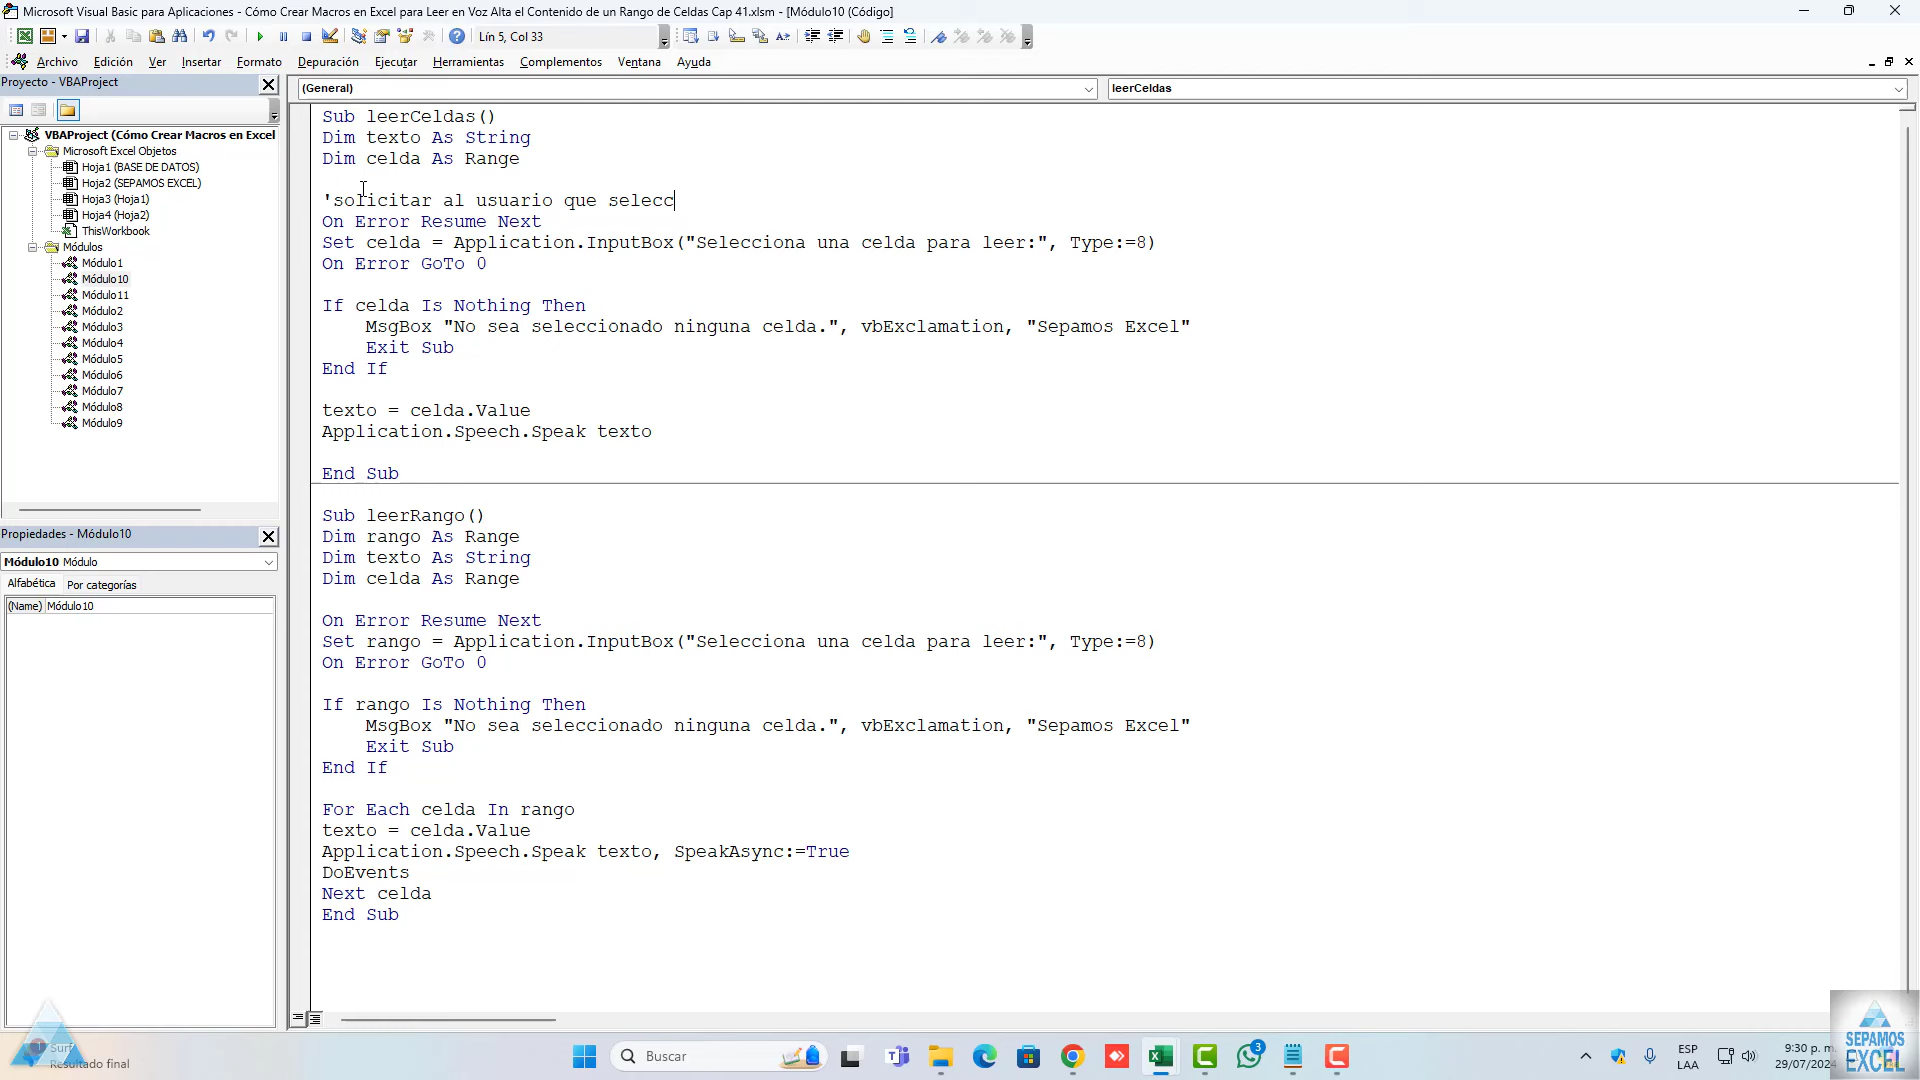 Microsoft Visual Basic para Aplicaciones - Cómo Crear Macros en Excel para Leer en Voz Alta el Contenido de un Rango de Celdas Cap 41.xlsm - [Módulo10 (Código)]
Lín 5, Col 33
Archivo Edición Ver Insertar Formato Depuración Ejecutar Herramientas Complementos Ventana Ayuda
Proyecto - VBAProject
(General)
leerCeldas
VBAProject (Cómo Crear Macros en Excel
Microsoft Excel Objetos
Hoja1 (BASE DE DATOS)
Hoja2 (SEPAMOS EXCEL)
Hoja3 (Hoja1)
Hoja4 (Hoja2)
ThisWorkbook
Módulos
Módulo1
Módulo10
Módulo11
Módulo2
Módulo3
Módulo4
Módulo5
Módulo6
Módulo7
Módulo8
Módulo9
Propiedades - Módulo10
Módulo10 Módulo
Alfabética Por categorías
(Name) Módulo10
Sub leerCeldas()
Dim texto As String
Dim celda As Range
'solicitar al usuario que selecc
On Error Resume Next
Set celda = Application.InputBox("Selecciona una celda para leer:", Type:=8)
On Error GoTo 0
If celda Is Nothing Then
MsgBox "No sea seleccionado ninguna celda.", vbExclamation, "Sepamos Excel"
Exit Sub
End If
texto = celda.Value
Application.Speech.Speak texto
End Sub
Sub leerRango()
Dim rango As Range
Dim texto As String
Dim celda As Range
On Error Resume Next
Set rango = Application.InputBox("Selecciona una celda para leer:", Type:=8)
On Error GoTo 0
If rango Is Nothing Then
MsgBox "No sea seleccionado ninguna celda.", vbExclamation, "Sepamos Excel"
Exit Sub
End If
For Each celda In rango
texto = celda.Value
Application.Speech.Speak texto, SpeakAsync:=True
DoEvents
Next celda
End Sub
Surf
Resultado final
Buscar
3
ESP
LAA
9:30 p. m.
29/07/2024
SEPAMOS
EXCEL